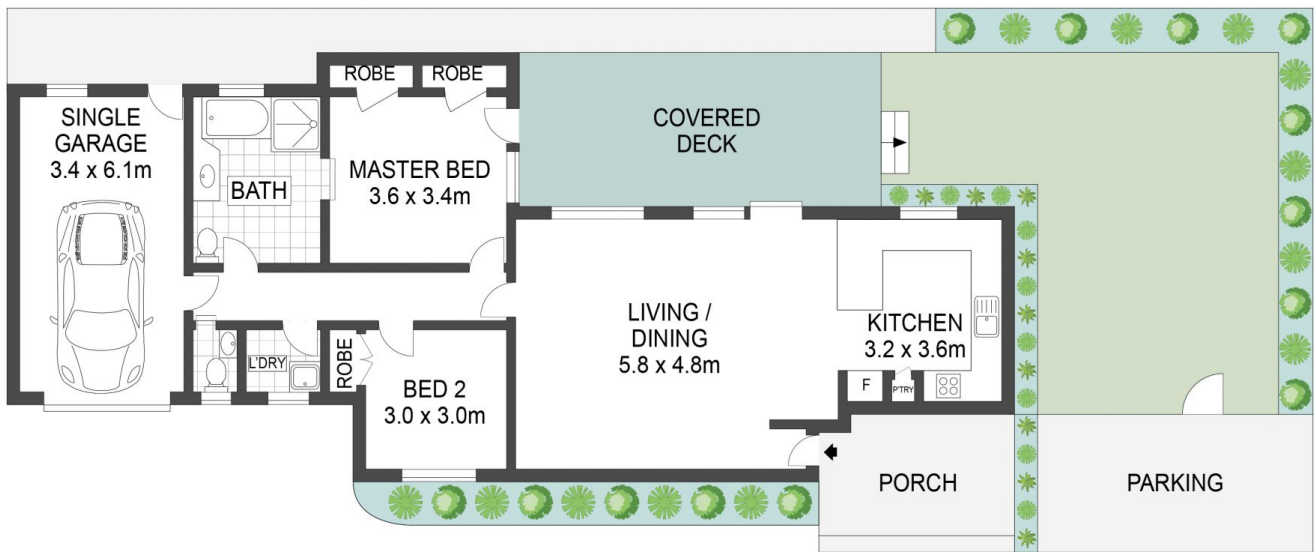 SINGLE
GARAGE
3.4 x 6.1m
BATH
ROBE
ROBE
MASTER BED
3.6 x 3.4m
COVERED
DECK
L'DRY
ROBE
BED 2
3.0 x 3.0m
LIVING /
DINING
5.8 x 4.8m
KITCHEN
3.2 x 3.6m
F
P'TRY
PORCH
PARKING